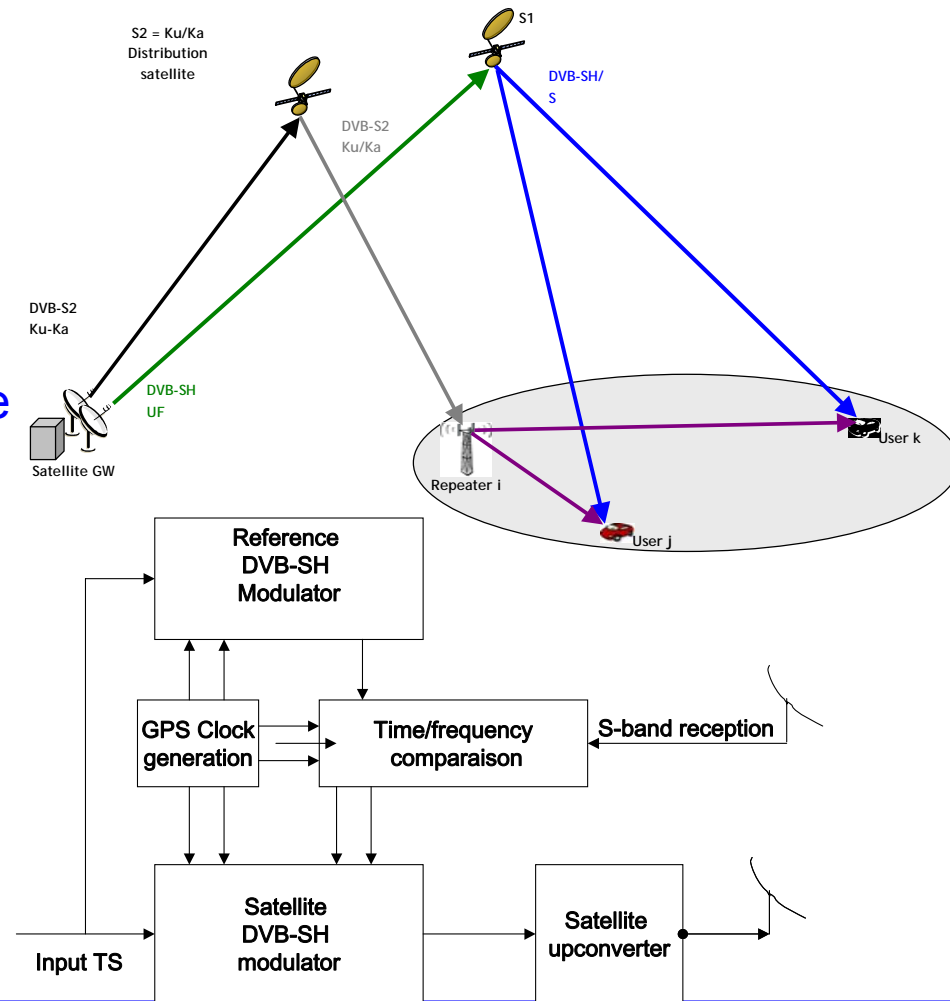 S1
S2 = Ku/Ka
Distribution
satellite
DVB-SH/
S
DVB-S2
Ku/Ka
DVB-S2
Ku-Ka
e
DVB-SH
UF
Satellite GW
Repeater i
User k
User j
Reference
DVB-SH
Modulator
GPS Clock
generation
Time/frequency
comparaison
S-band reception
Satellite
DVB-SH
modulator
Satellite
upconverter
Input TS